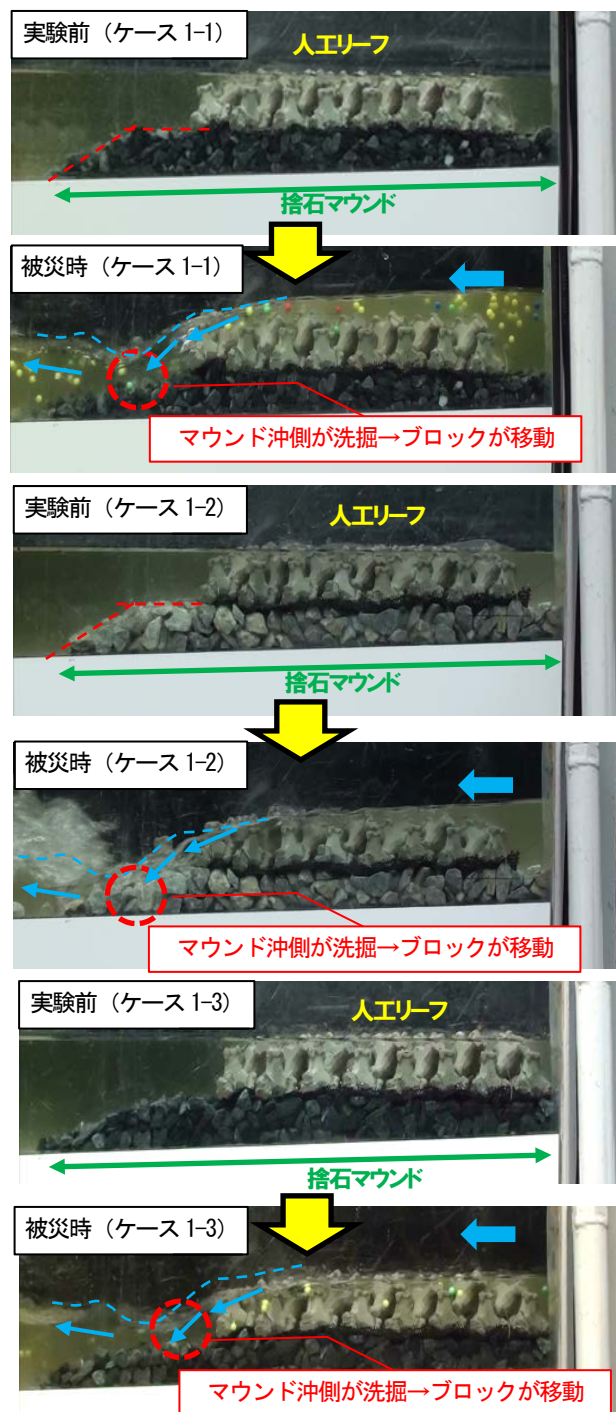 実験前（ケース 1-1）
人工リーフ
捨石マウンド
被災時（ケース 1-1）
マウンド沖側が洗掘→ブロックが移動
実験前（ケース 1-2）
人工リーフ
捨石マウンド
被災時（ケース 1-2）
マウンド沖側が洗掘→ブロックが移動
実験前（ケース 1-3）
人工リーフ
捨石マウンド
被災時（ケース 1-3）
マウンド沖側が洗掘→ブロックが移動